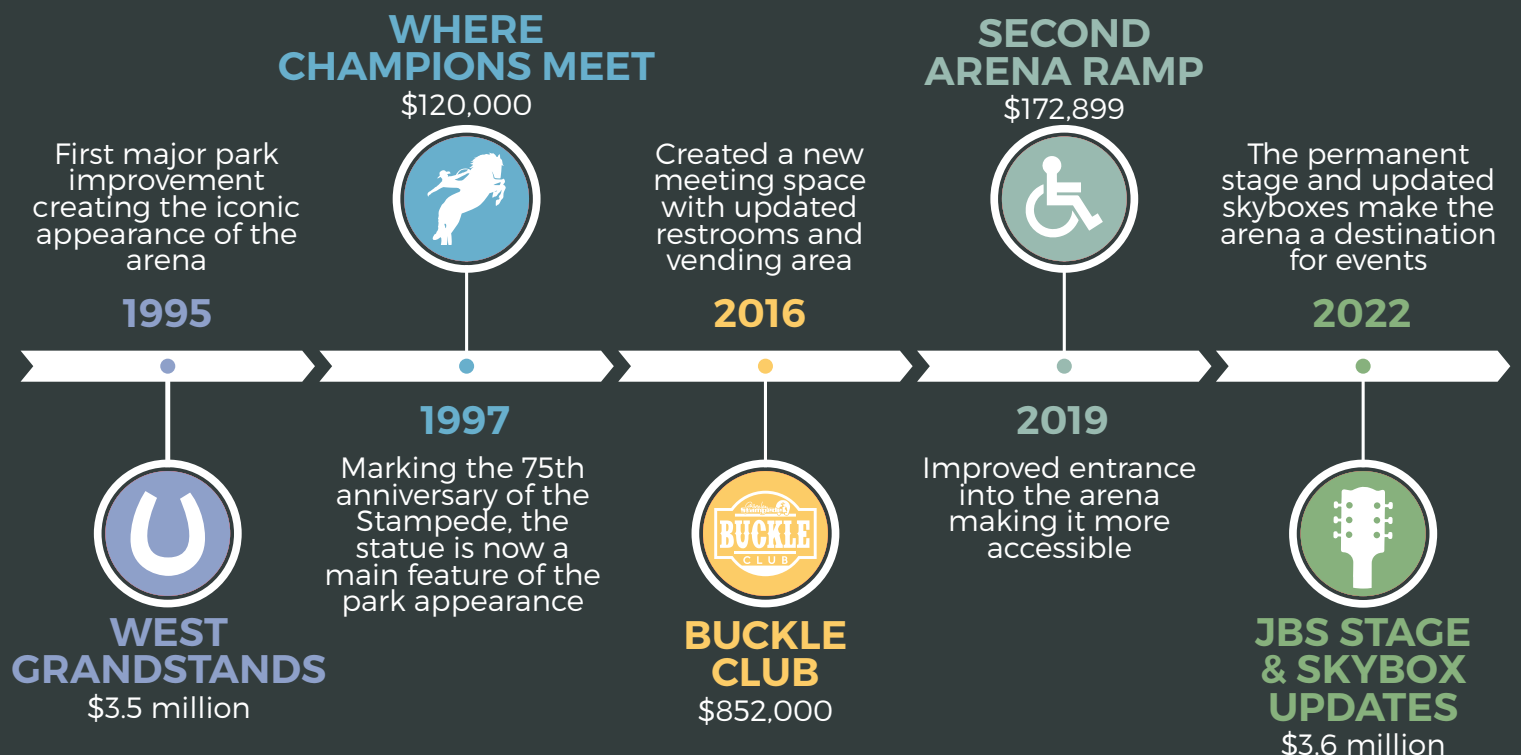 First major park
improvement
creating the iconic
appearance of the
arena
1995
WEST
GRANDSTANDS
$3.5 million
WHERE
CHAMPIONS MEET
$120,000
1997
Marking the 75th
anniversary of the
Stampede, the
statue is now a
main feature of the
park appearance
Created a new
meeting space
with updated
restrooms and
vending area
2016
BUCKLE
CLUB
BUCKLE
CLUB
$852,000
SECOND
ARENA RAMP
$172,899
2019
Improved entrance
into the arena
making it more
accessible
The permanent
stage and updated
skyboxes make the
arena a destination
for events
2022
JBS STAGE
& SKYBOX
UPDATES
$3.6 million